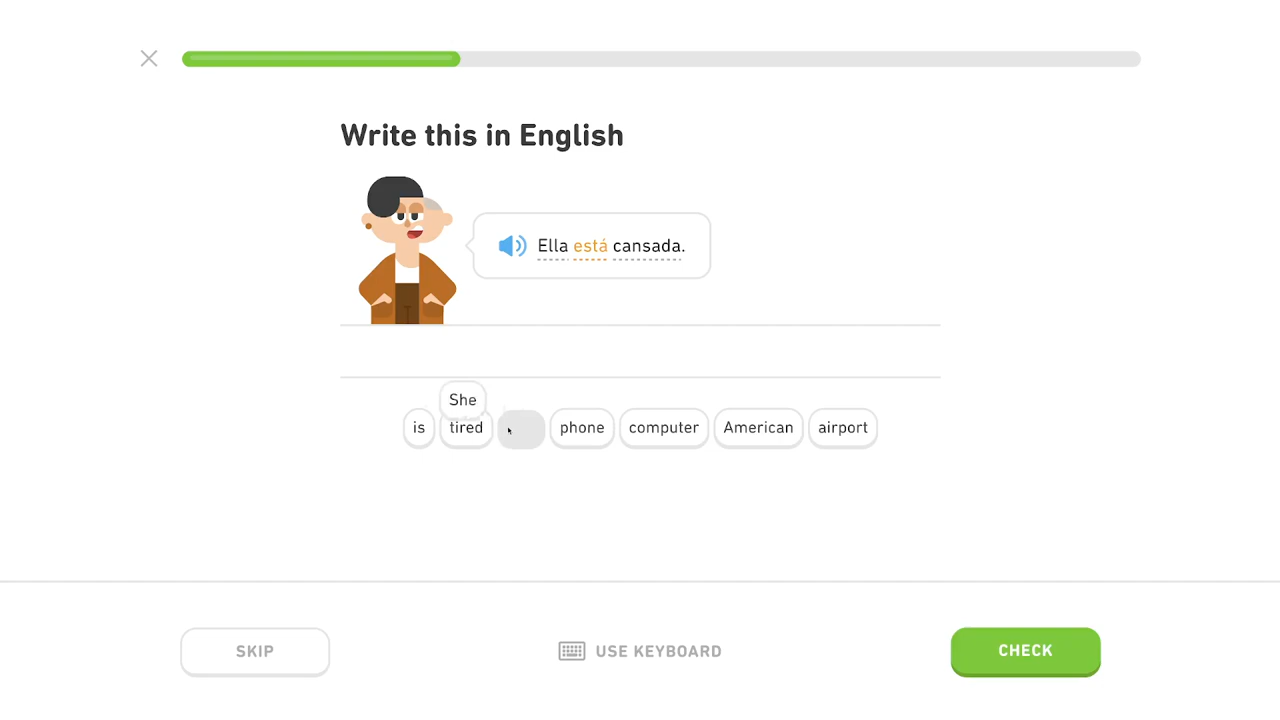 Write this in English
Ella está cansada.
She
is tired phone computer American airport
SKIP USE KEYBOARD CHECK